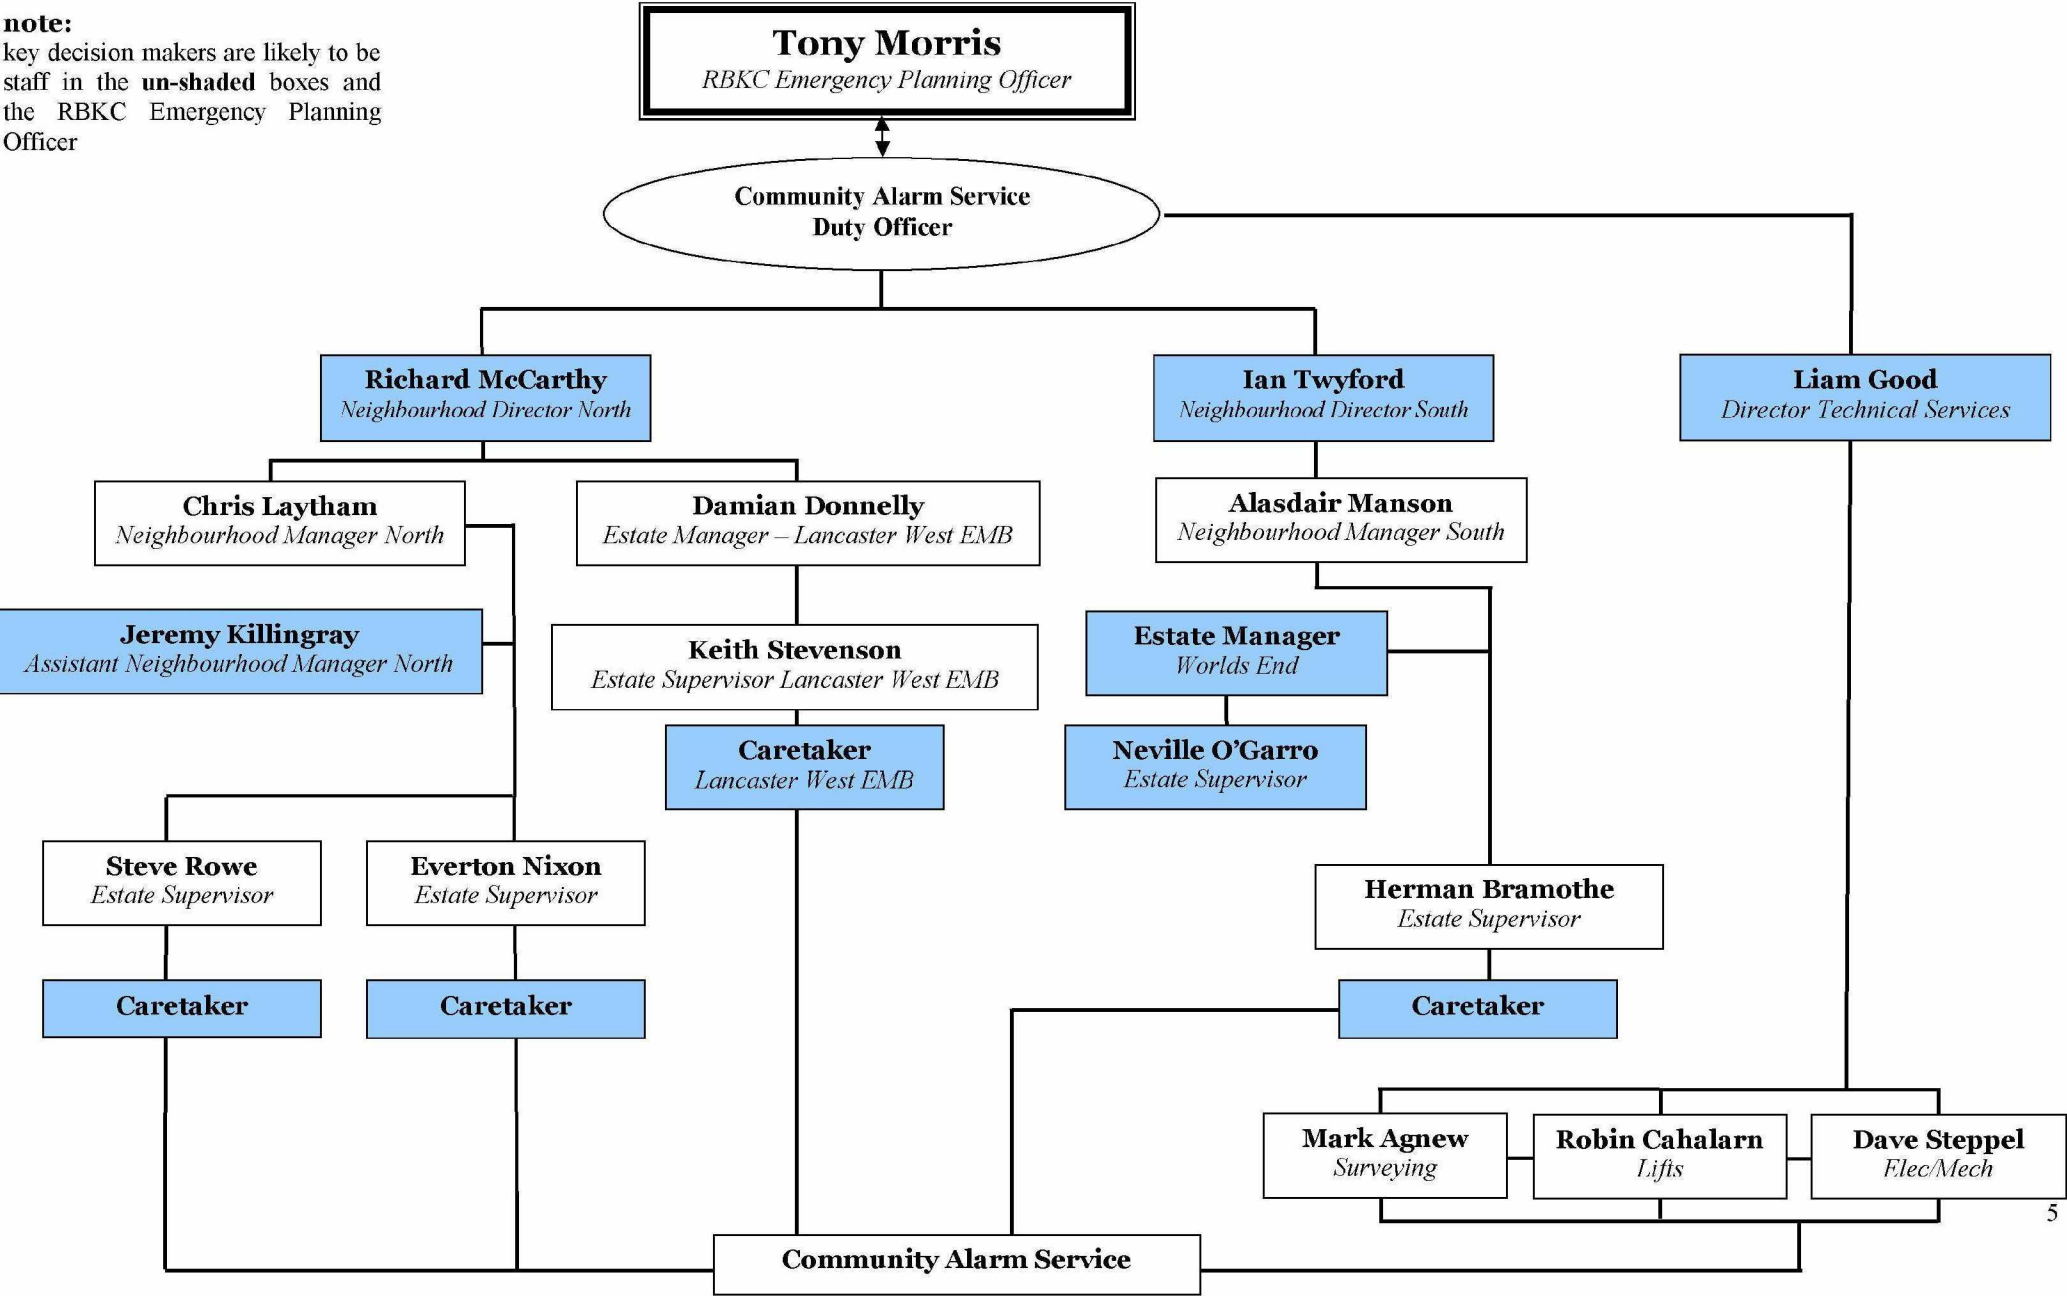 note:
key decision makers are likely to be
staff in the un-shaded boxes and
the RBKC Emergency Planning
Officer
Tony Morris
RBKC Emergency Planning Officer
Community Alarm Service
Duty Officer
Richard McCarthy
Neighbourhood Director North
Ian Twyford
Neighbourhood Director South
Liam Good
Director Technical Services
Chris Laytham
Neighbourhood Manager North
Damian Donnelly
Estate Manager – Lancaster West EMB
Alasdair Manson
Neighbourhood Manager South
Jeremy Killingray
Assistant Neighbourhood Manager North
Keith Stevenson
Estate Supervisor Lancaster West EMB
Estate Manager
Worlds End
Caretaker
Lancaster West EMB
Neville O'Garro
Estate Supervisor
Steve Rowe
Estate Supervisor
Everton Nixon
Estate Supervisor
Herman Bramothe
Estate Supervisor
Caretaker
Caretaker
Caretaker
Mark Agnew
Surveying
Robin Cahalarn
Lifts
Dave Steppel
Elec/Mech
5
Community Alarm Service